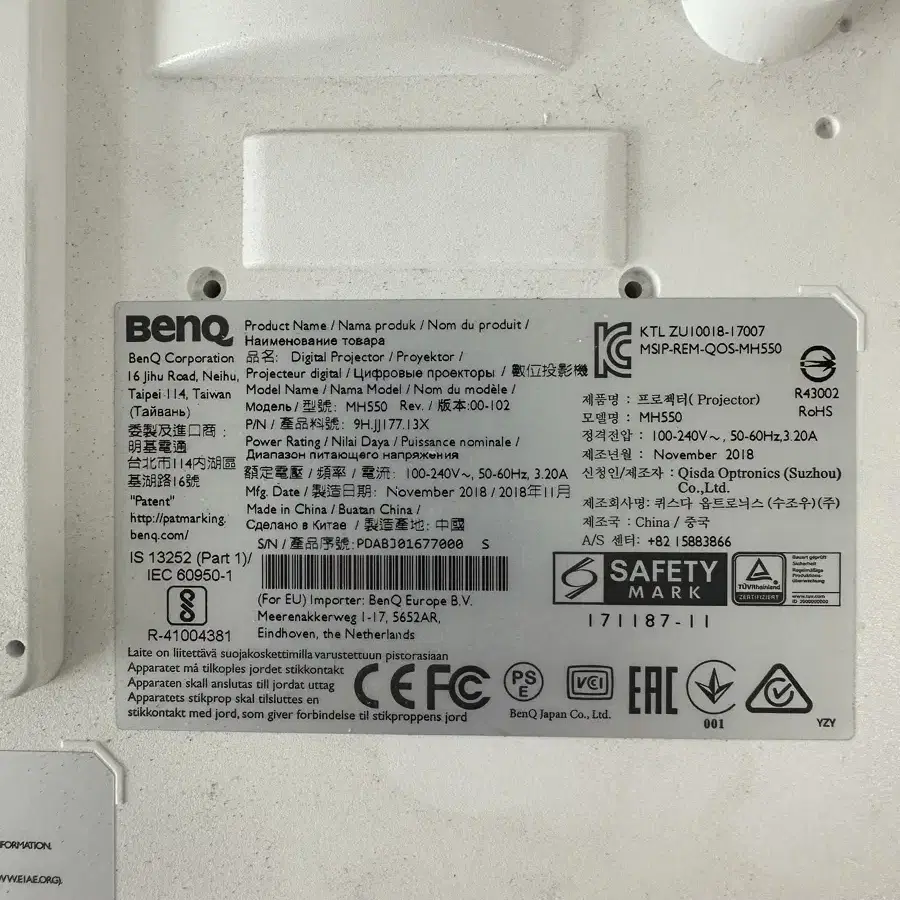 BenQ
BenQ Corporation
16 Jihu Road, Neihu,
Taipei 114, Taiwan
(Тайвань)
委製及進口商：
明基電通
台北市114內湖區
基湖路16號
"Patent"
http://patmarking.
benq.com/
IS 13252 (Part 1)/
IEC 60950-1
R-41004381
Product Name / Nama produk / Nom du produit /
Наименование товара
品名: Digital Projector / Proyektor /
Projecteur digital / Цифровые проекторы / 數位投影機
Model Name / Nama Model / Nom du modèle /
Модель / 型號: MH550 Rev. / 版本:00-102
P/N / 產品料號: 9H.JJ177.13X
Power Rating / Nilai Daya / Puissance nominale /
Диапазон питающего напряжения
額定電壓 / 頻率 / 電流: 100-240V~, 50-60Hz, 3.20A
Mfg. Date / 製造日期: November 2018 / 2018年11月
Made in China / Buatan China /
Сделано в Китае / 製造產地: 中國
S/N / 產品序號:PDABJ01677000 S
(For EU) Importer: BenQ Europe B.V.
Meerenakkerweg 1-17, 5652AR,
Eindhoven, the Netherlands
KTL ZU10018-17007
MSIP-REM-QOS-MH550
R43002
RoHS
제품명 : 프로젝터( Projector)
모델명 : MH550
정격전압 : 100-240V~, 50-60Hz,3.20A
제조년월 : November 2018
신청인/제조자 : Qisda Optronics (Suzhou)
Co.,Ltd.
제조회사명: 퀴스다 옵트로닉스 (수조우)(주)
제조국 : China / 중국
A/S 센터: +82 15883866
SAFETY
MARK
171187-11
TÜVRheinland
ZERTIFIZIERT
Bauart geprüft
Sicherheit
Regelmäßige
Produktions-
überwachung
www.tuv.com
Laite on liitettävä suojakoskettimilla varustettuun pistorasiaan
Apparatet må tilkoples jordet stikkontakt
Apparaten skall anslutas till jordat uttag
Apparatets stikprop skal tilsluttes en
stikkontakt med jord, som giver forbindelse til stikproppens jord
CE FC
PS
E
BenQ Japan Co., Ltd.
VCI
EAC
001
YZY
FORMATION.
WW.EIAE.ORG).